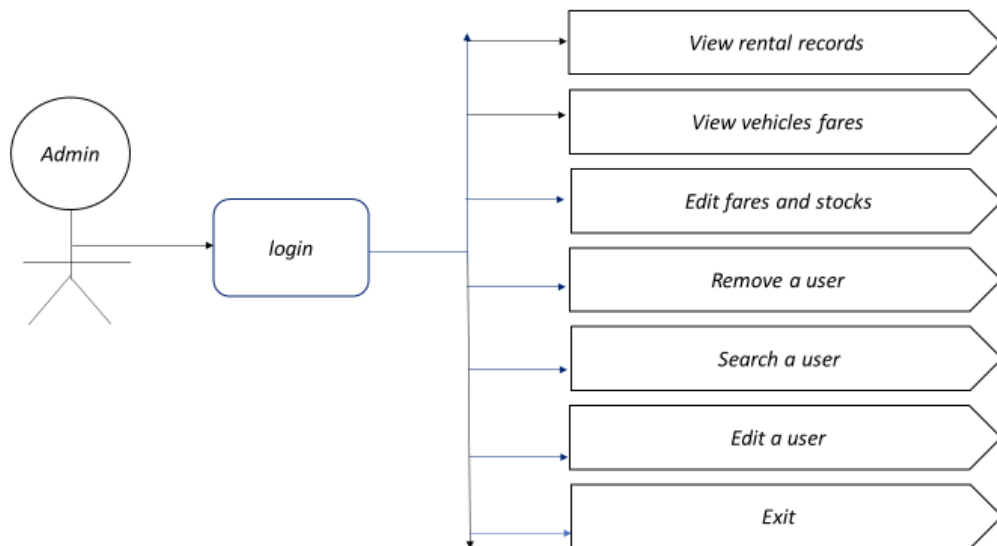 View rental records
View vehicles fares
Admin
Edit fares and stocks
login
Remove a user
Search a user
Edit a user
Exit